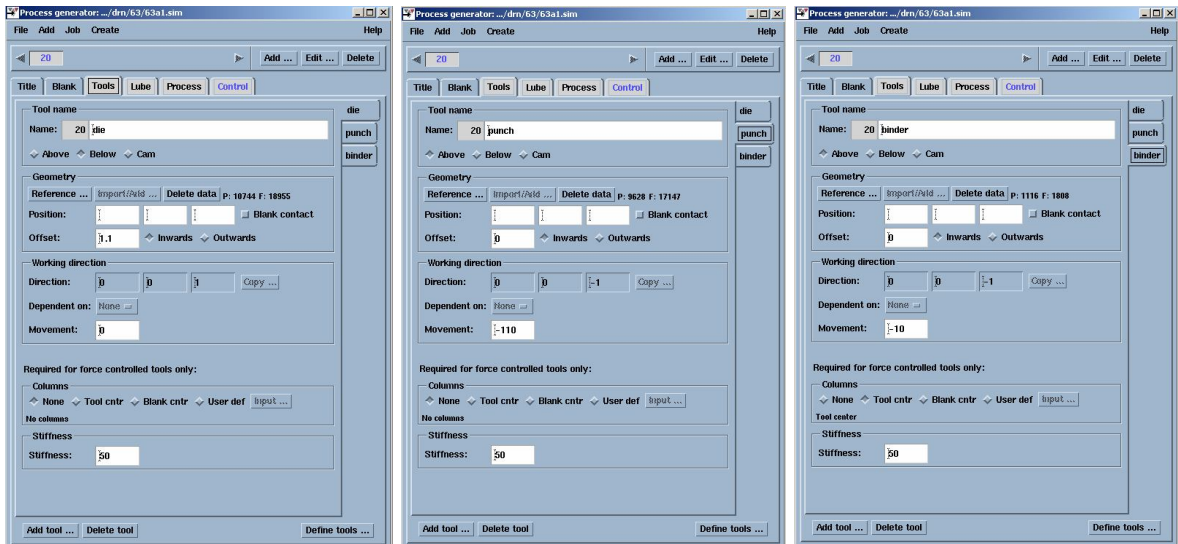 Process generator: .../drn/63/63a1.sim
File Add Job Create Help
20 Add ... Edit ... Delete
Title Blank Tools Lube Process Control
Tool name
die
Name: 20 die
punch
Above Below Cam
binder
Geometry
Reference ... Import/Add ... Delete data P: 10744 F: 18955
Position: Blank contact
Offset: 1.1 Inwards Outwards
Working direction
Direction: 0 0 1 Copy ...
Dependent on: None
Movement: 0
Required for force controlled tools only:
Columns
None Tool cntr Blank cntr User def Input ...
No columns
Stiffness
Stiffness: 50
Add tool ... Delete tool Define tools ...
Process generator: .../drn/63/63a1.sim
File Add Job Create Help
20 Add ... Edit ... Delete
Title Blank Tools Lube Process Control
Tool name
die
Name: 20 punch
punch
Above Below Cam
binder
Geometry
Reference ... Import/Add ... Delete data P: 9628 F: 17147
Position: Blank contact
Offset: 0 Inwards Outwards
Working direction
Direction: 0 0 -1 Copy ...
Dependent on: None
Movement: -110
Required for force controlled tools only:
Columns
None Tool cntr Blank cntr User def Input ...
No columns
Stiffness
Stiffness: 50
Add tool ... Delete tool Define tools ...
Process generator: .../drn/63/63a1.sim
File Add Job Create Help
20 Add ... Edit ... Delete
Title Blank Tools Lube Process Control
Tool name
die
Name: 20 binder
punch
Above Below Cam
binder
Geometry
Reference ... Import/Add ... Delete data P: 1116 F: 1808
Position: Blank contact
Offset: 0 Inwards Outwards
Working direction
Direction: 0 0 -1 Copy ...
Dependent on: None
Movement: -10
Required for force controlled tools only:
Columns
None Tool cntr Blank cntr User def Input ...
Tool center
Stiffness
Stiffness: 50
Add tool ... Delete tool Define tools ...